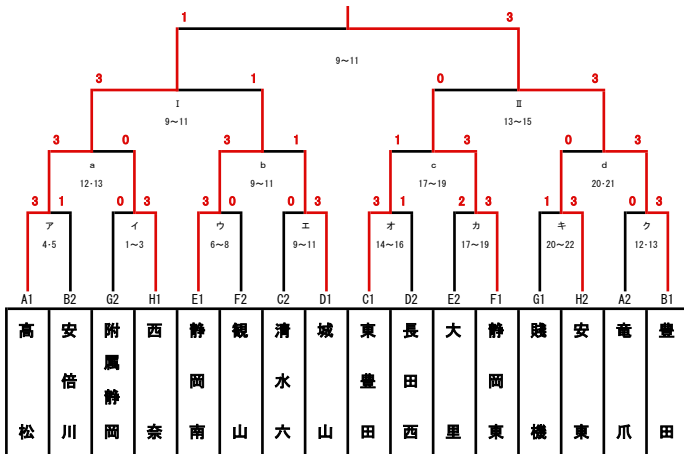 1 3
9～11
3 1 0 3
Ⅰ Ⅱ
9～11 13～15
3 0 3 1 1 3 0 3
a b c d
12・13 9～11 17～19 20・21
3 1 0 3 3 0 0 3 3 1 2 3 1 3 0 3
ア イ ウ エ オ カ キ ク
4・5 1～3 6～8 9～11 14～16 17～19 20～22 12・13
A1 B2 G2 H1 E1 F2 C2 D1 C1 D2 E2 F1 G1 H2 A2 B1
高松
安倍川
附属静岡
西奈
静岡南
観山
清水六
城山
東豊田
長田西
大里
静岡東
賤機
安東
竜爪
豊田